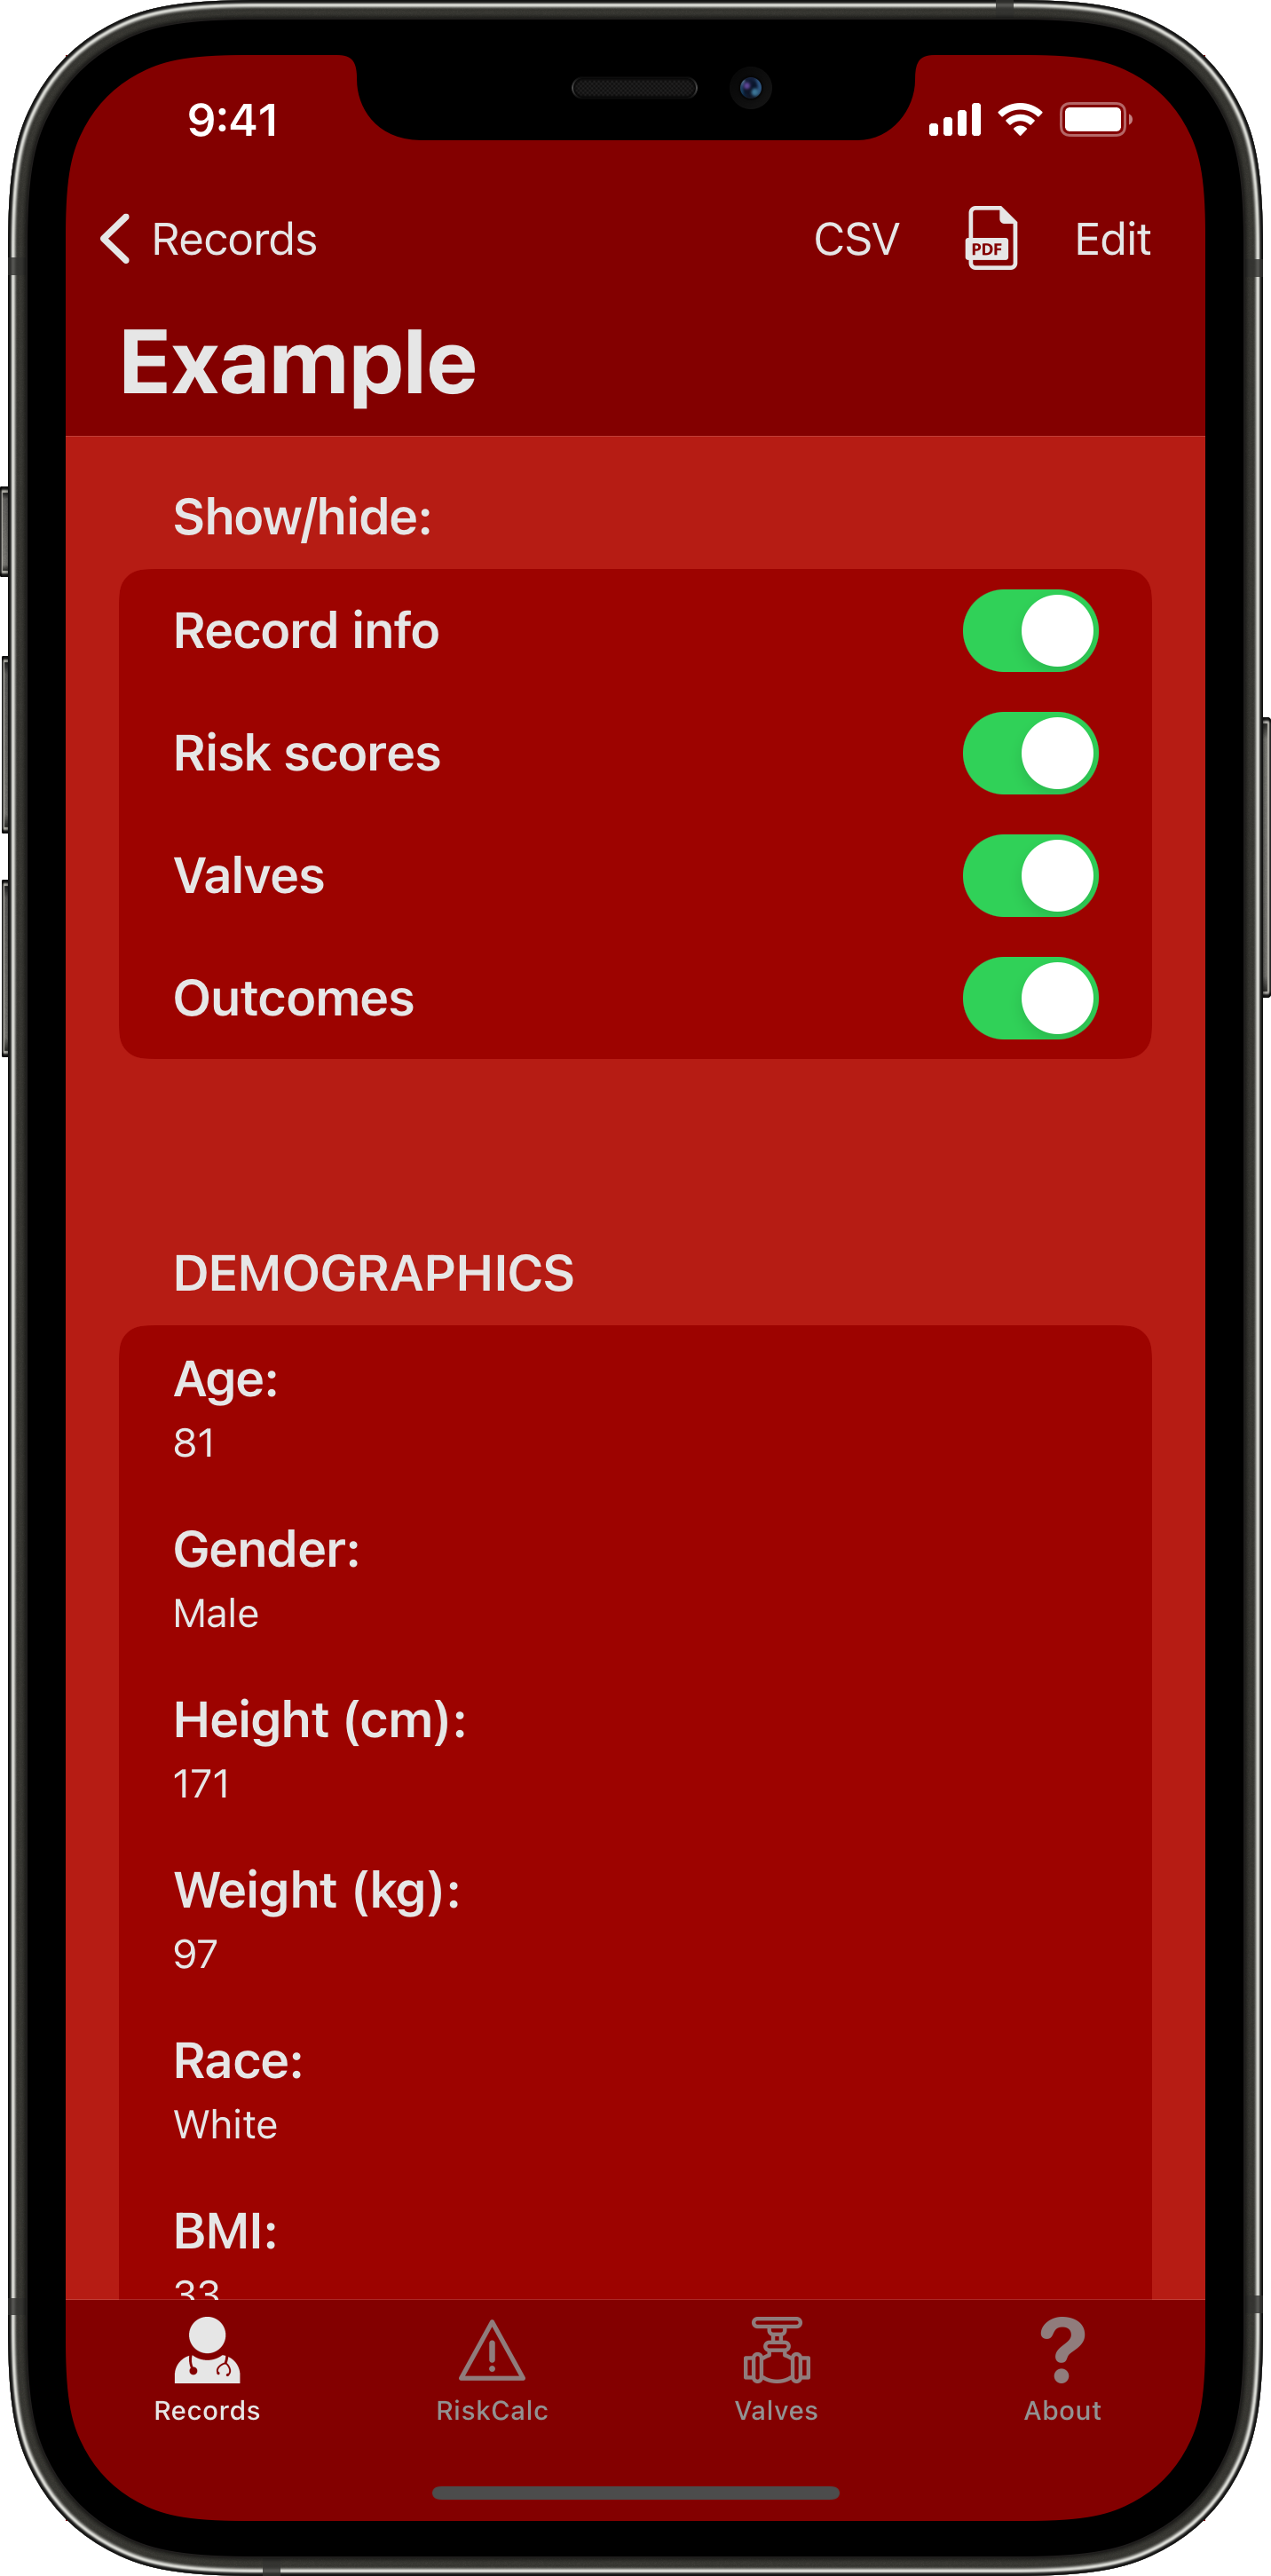 9:41
Records
CSV
PDF
Edit
Example
Show/hide:
Record info
Risk scores
Valves
Outcomes
DEMOGRAPHICS
Age:
81
Gender:
Male
Height (cm):
171
Weight (kg):
97
Race:
White
BMI:
33
Records
RiskCalc
Valves
About